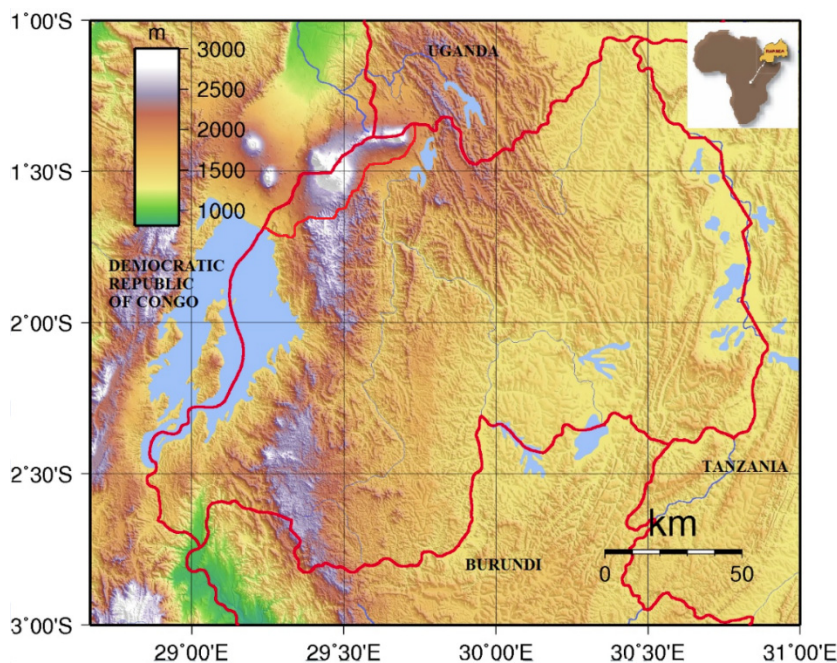 1°00'S
1°30'S
2°00'S
2°30'S
3°00'S
m
3000
2500
2000
1500
1000
UGANDA
DEMOCRATIC
REPUBLIC
OF CONGO
TANZANIA
BURUNDI
km
0
50
29°00'E
29°30'E
30°00'E
30°30'E
31°00'E